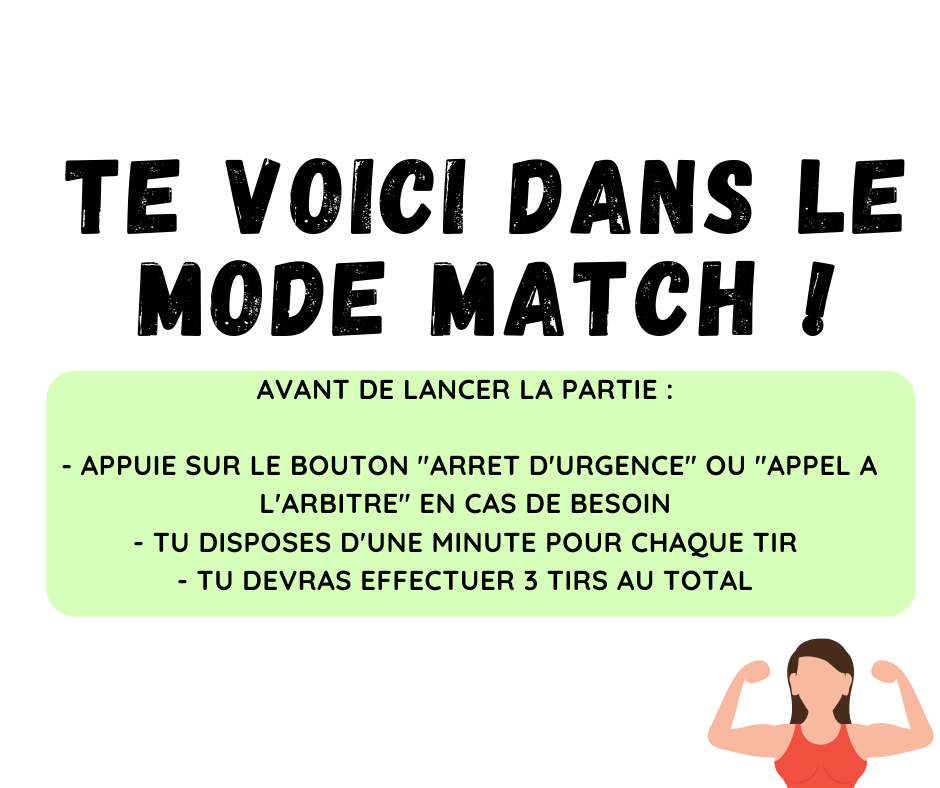 TE VOICI DANS LE
MODE MATCH !
AVANT DE LANCER LA PARTIE :
- APPUIE SUR LE BOUTON "ARRET D'URGENCE" OU "APPEL A
L'ARBITRE" EN CAS DE BESOIN
- TU DISPOSES D'UNE MINUTE POUR CHAQUE TIR
- TU DEVRAS EFFECTUER 3 TIRS AU TOTAL